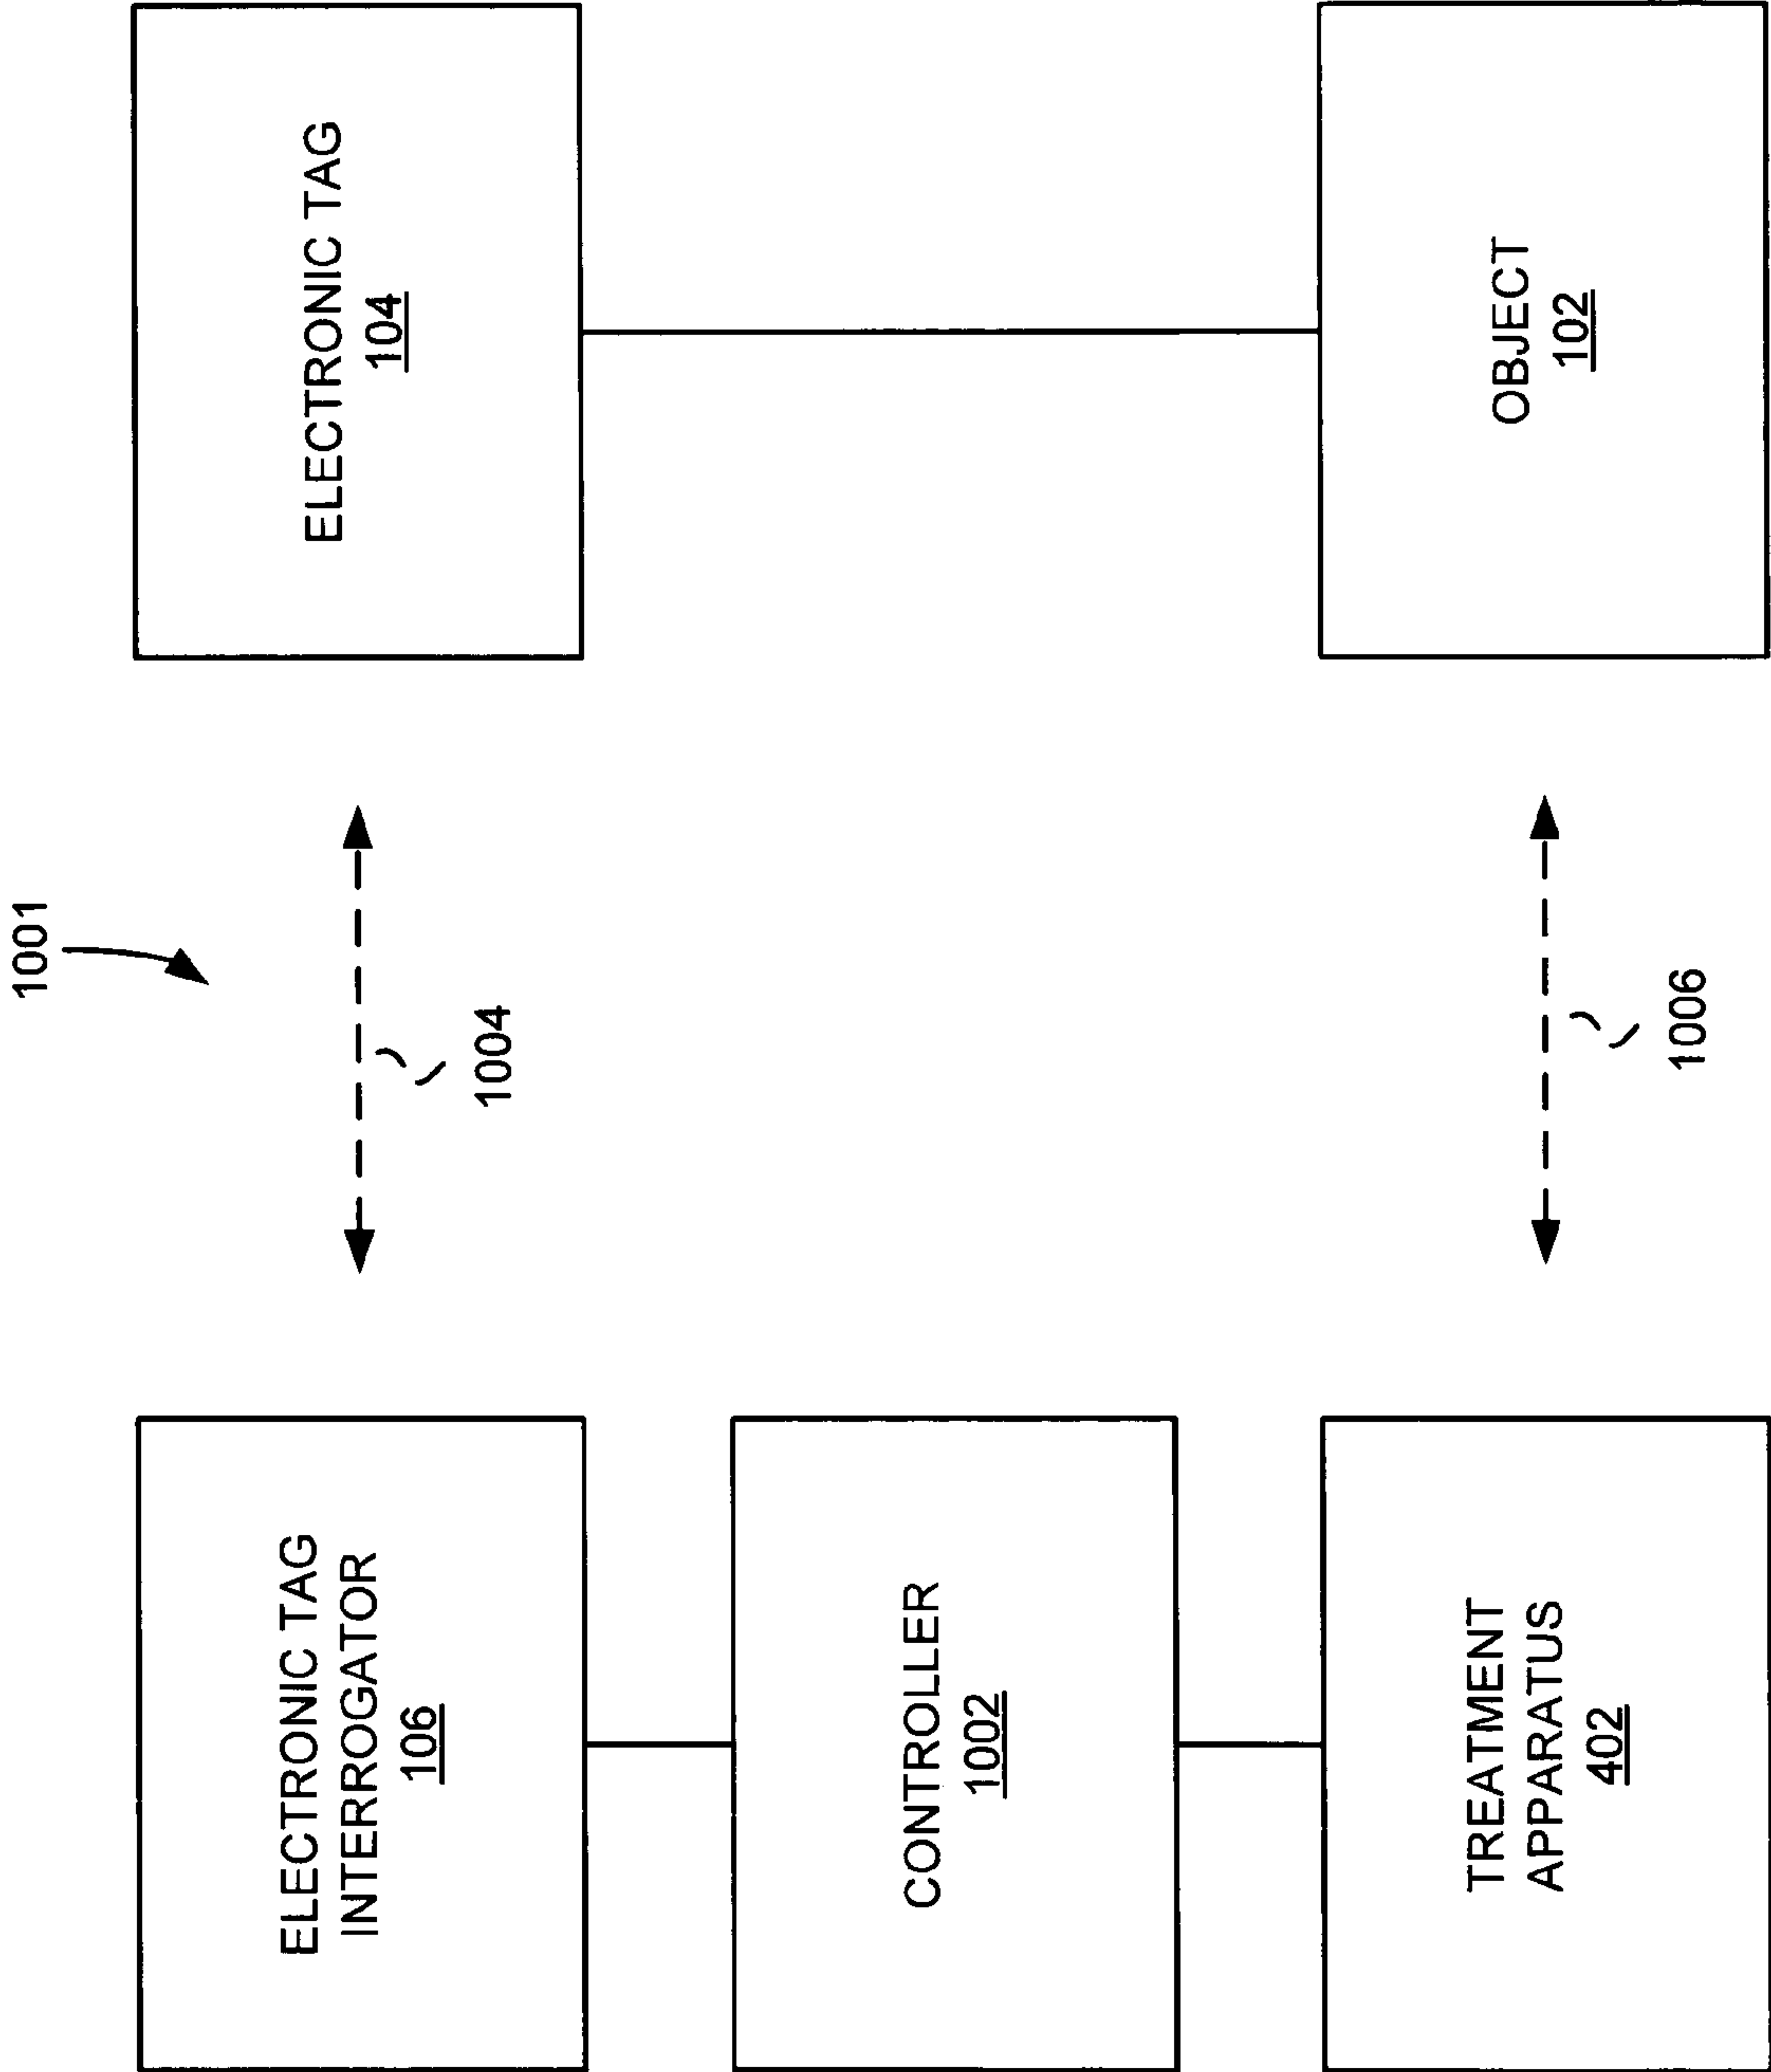 1001
ELECTRONIC TAG
INTERROGATOR
106
1004
ELECTRONIC TAG
104
CONTROLLER
1002
TREATMENT
APPARATUS
402
1006
OBJECT
102